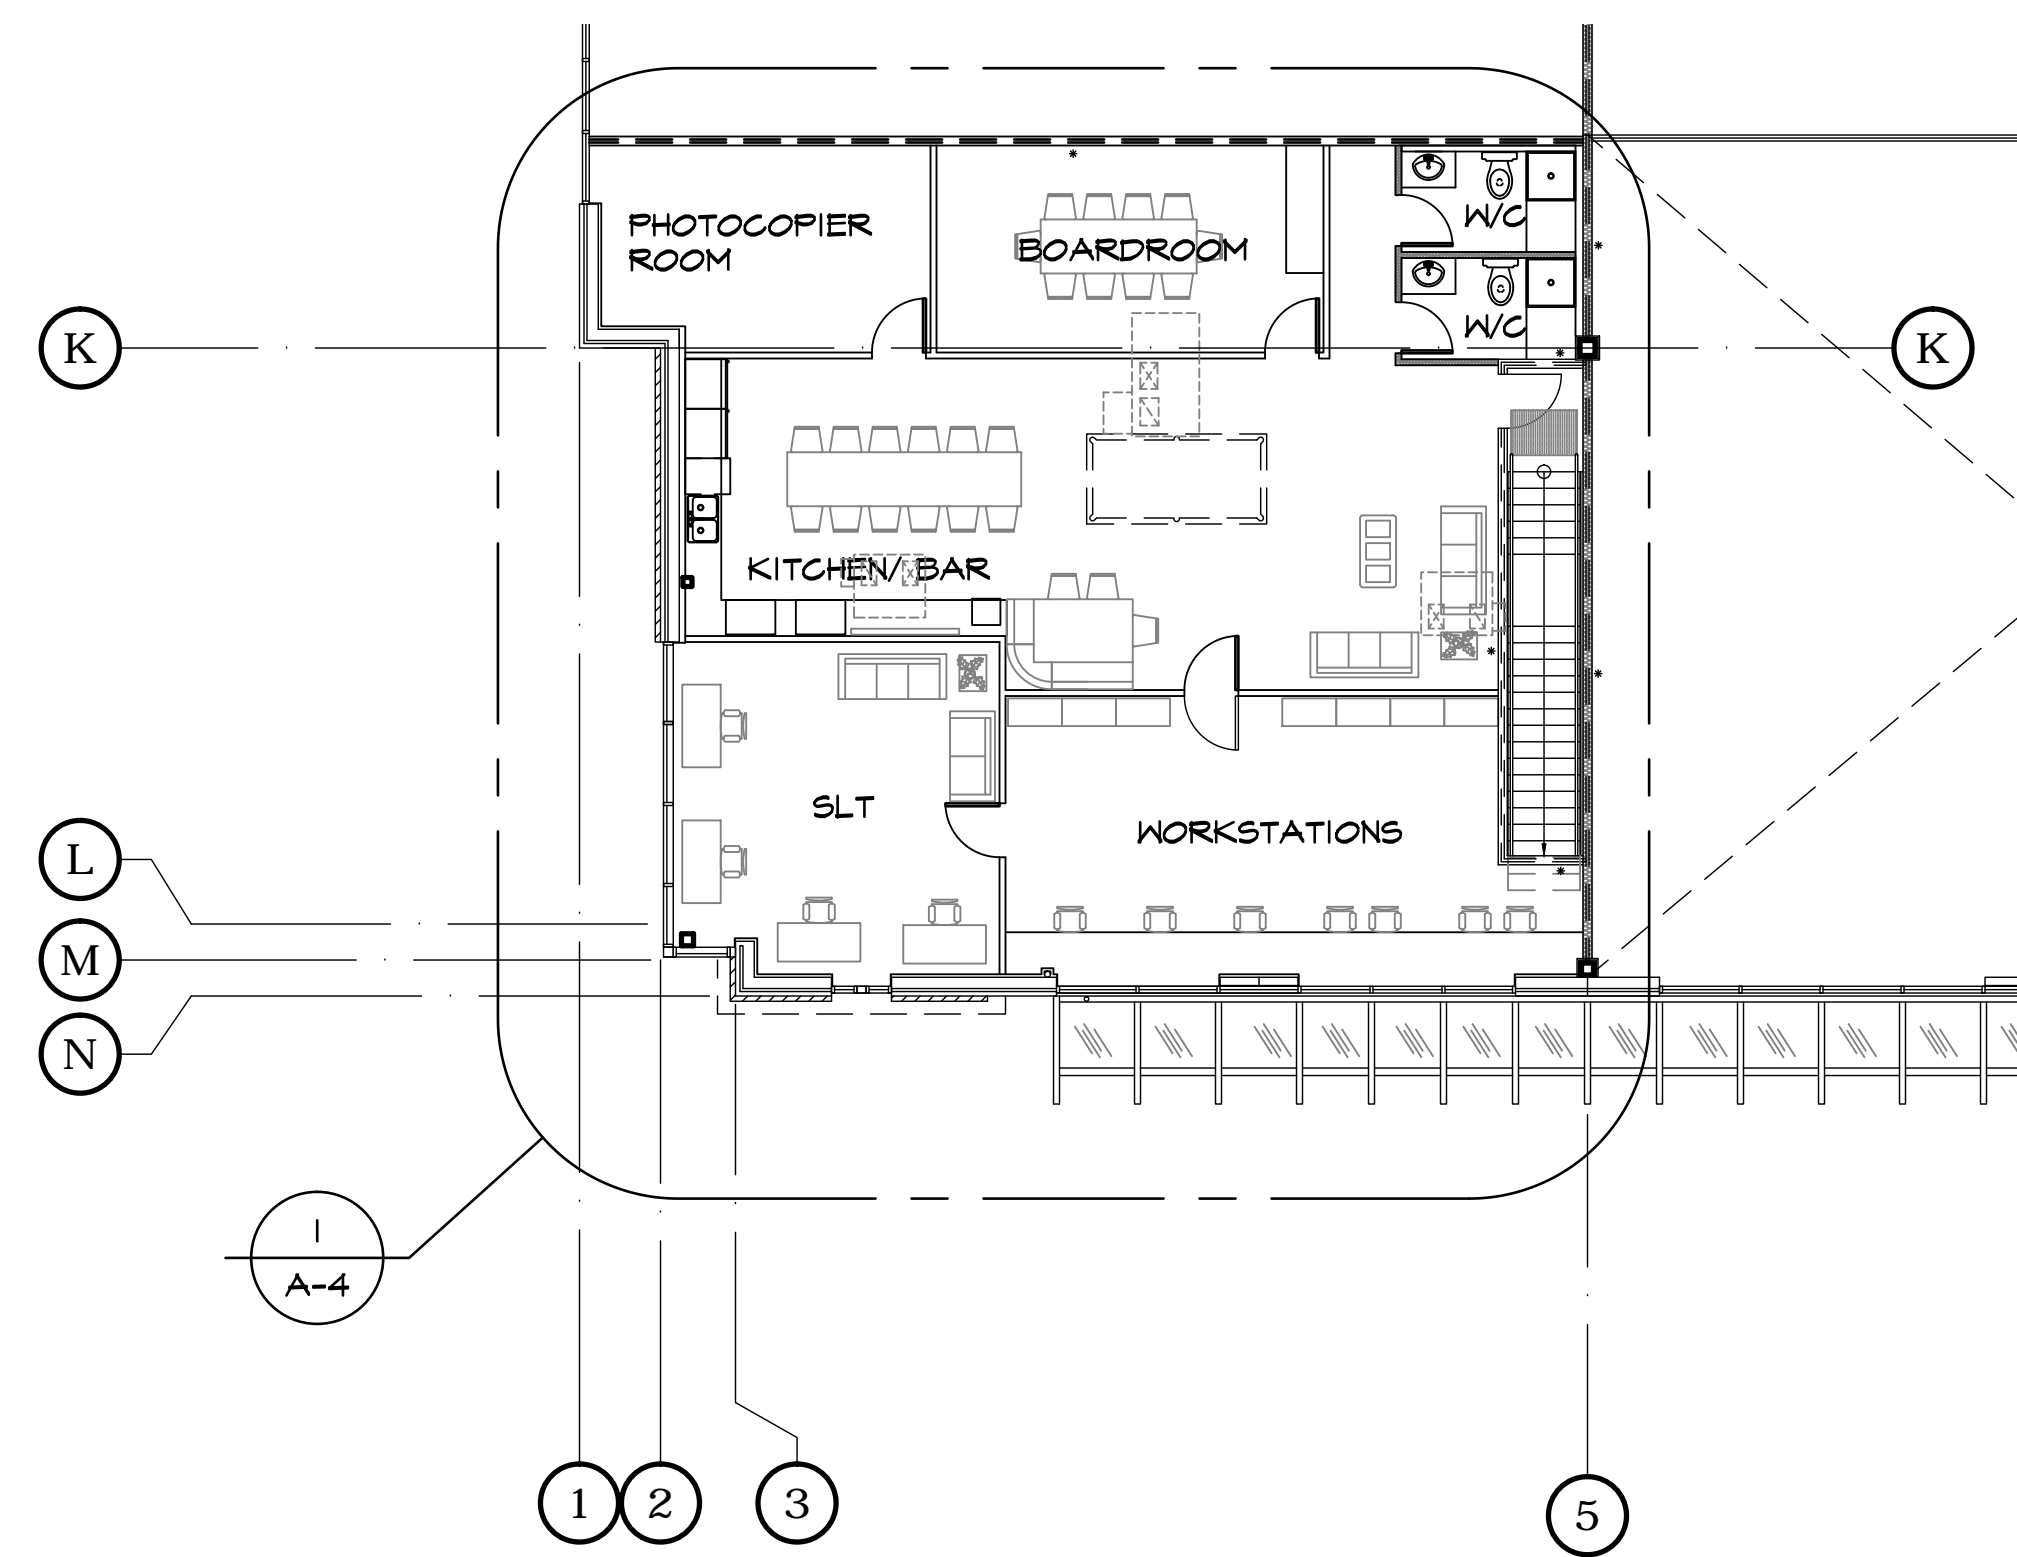 PHOTOCOPIER
ROOM
BOARDROOM
W/C
W/C
K
K
KITCHEN/ BAR
SLT
WORKSTATIONS
L
M
N
1
A-4
1
2
3
5